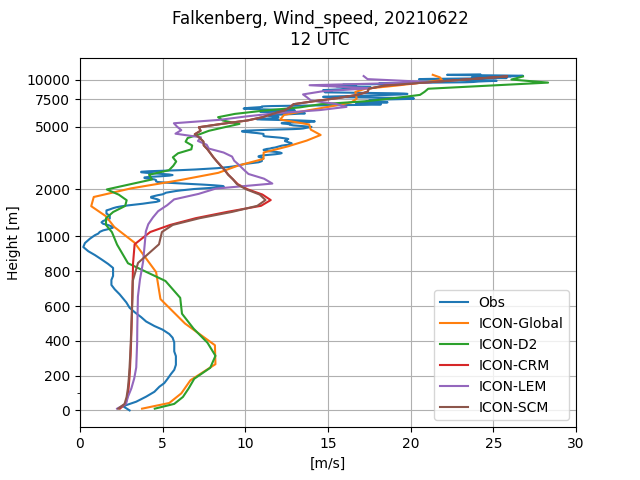 Falkenberg, Wind_speed, 20210622
12 UTC
Height [m]
10000
7500
5000
2000
1000
800
600
400
200
0
0 5 10 15 20 25 30
[m/s]
Obs
ICON-Global
ICON-D2
ICON-CRM
ICON-LEM
ICON-SCM